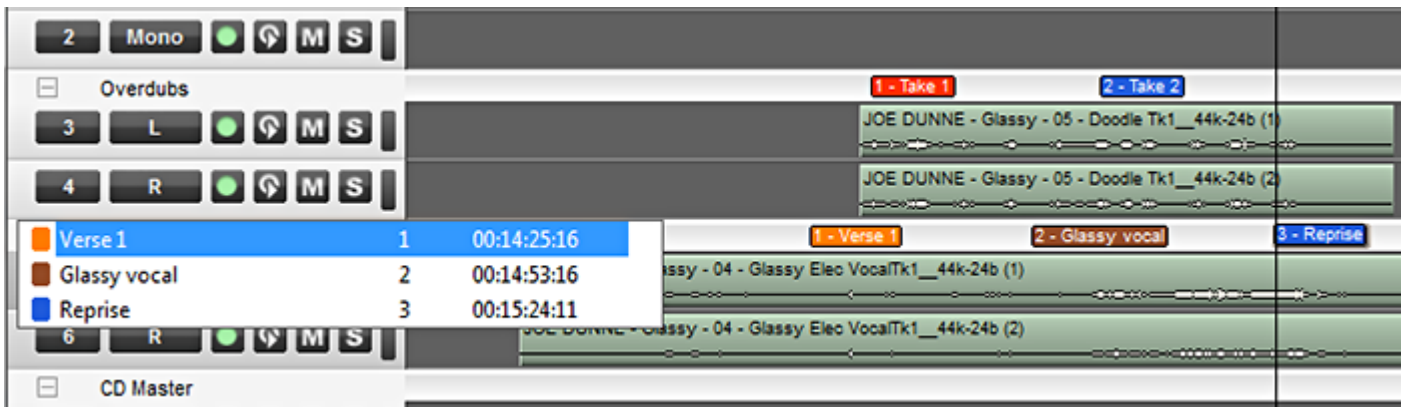 2 Mono M S
Overdubs 1 - Take 1 2 - Take 2
3 L M S JOE DUNNE - Glassy - 05 - Doodle Tk1__44k-24b (1)
4 R M S JOE DUNNE - Glassy - 05 - Doodle Tk1__44k-24b (2)
1 - Verse 1 2 - Glassy vocal 3 - Reprise
Verse 1 1 00:14:25:16
Glassy vocal 2 00:14:53:16
Reprise 3 00:15:24:11
assy - 04 - Glassy Elec VocalTk1__44k-24b (1)
6 R M S JOE DUNNE - Glassy - 04 - Glassy Elec VocalTk1__44k-24b (2)
CD Master